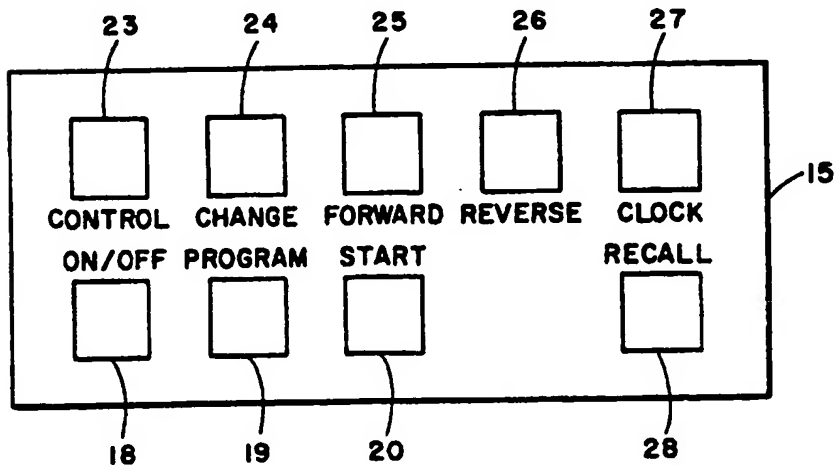 23 24 25 26 27
15
CONTROL CHANGE FORWARD REVERSE CLOCK
ON/OFF PROGRAM START RECALL
18 19 20 28